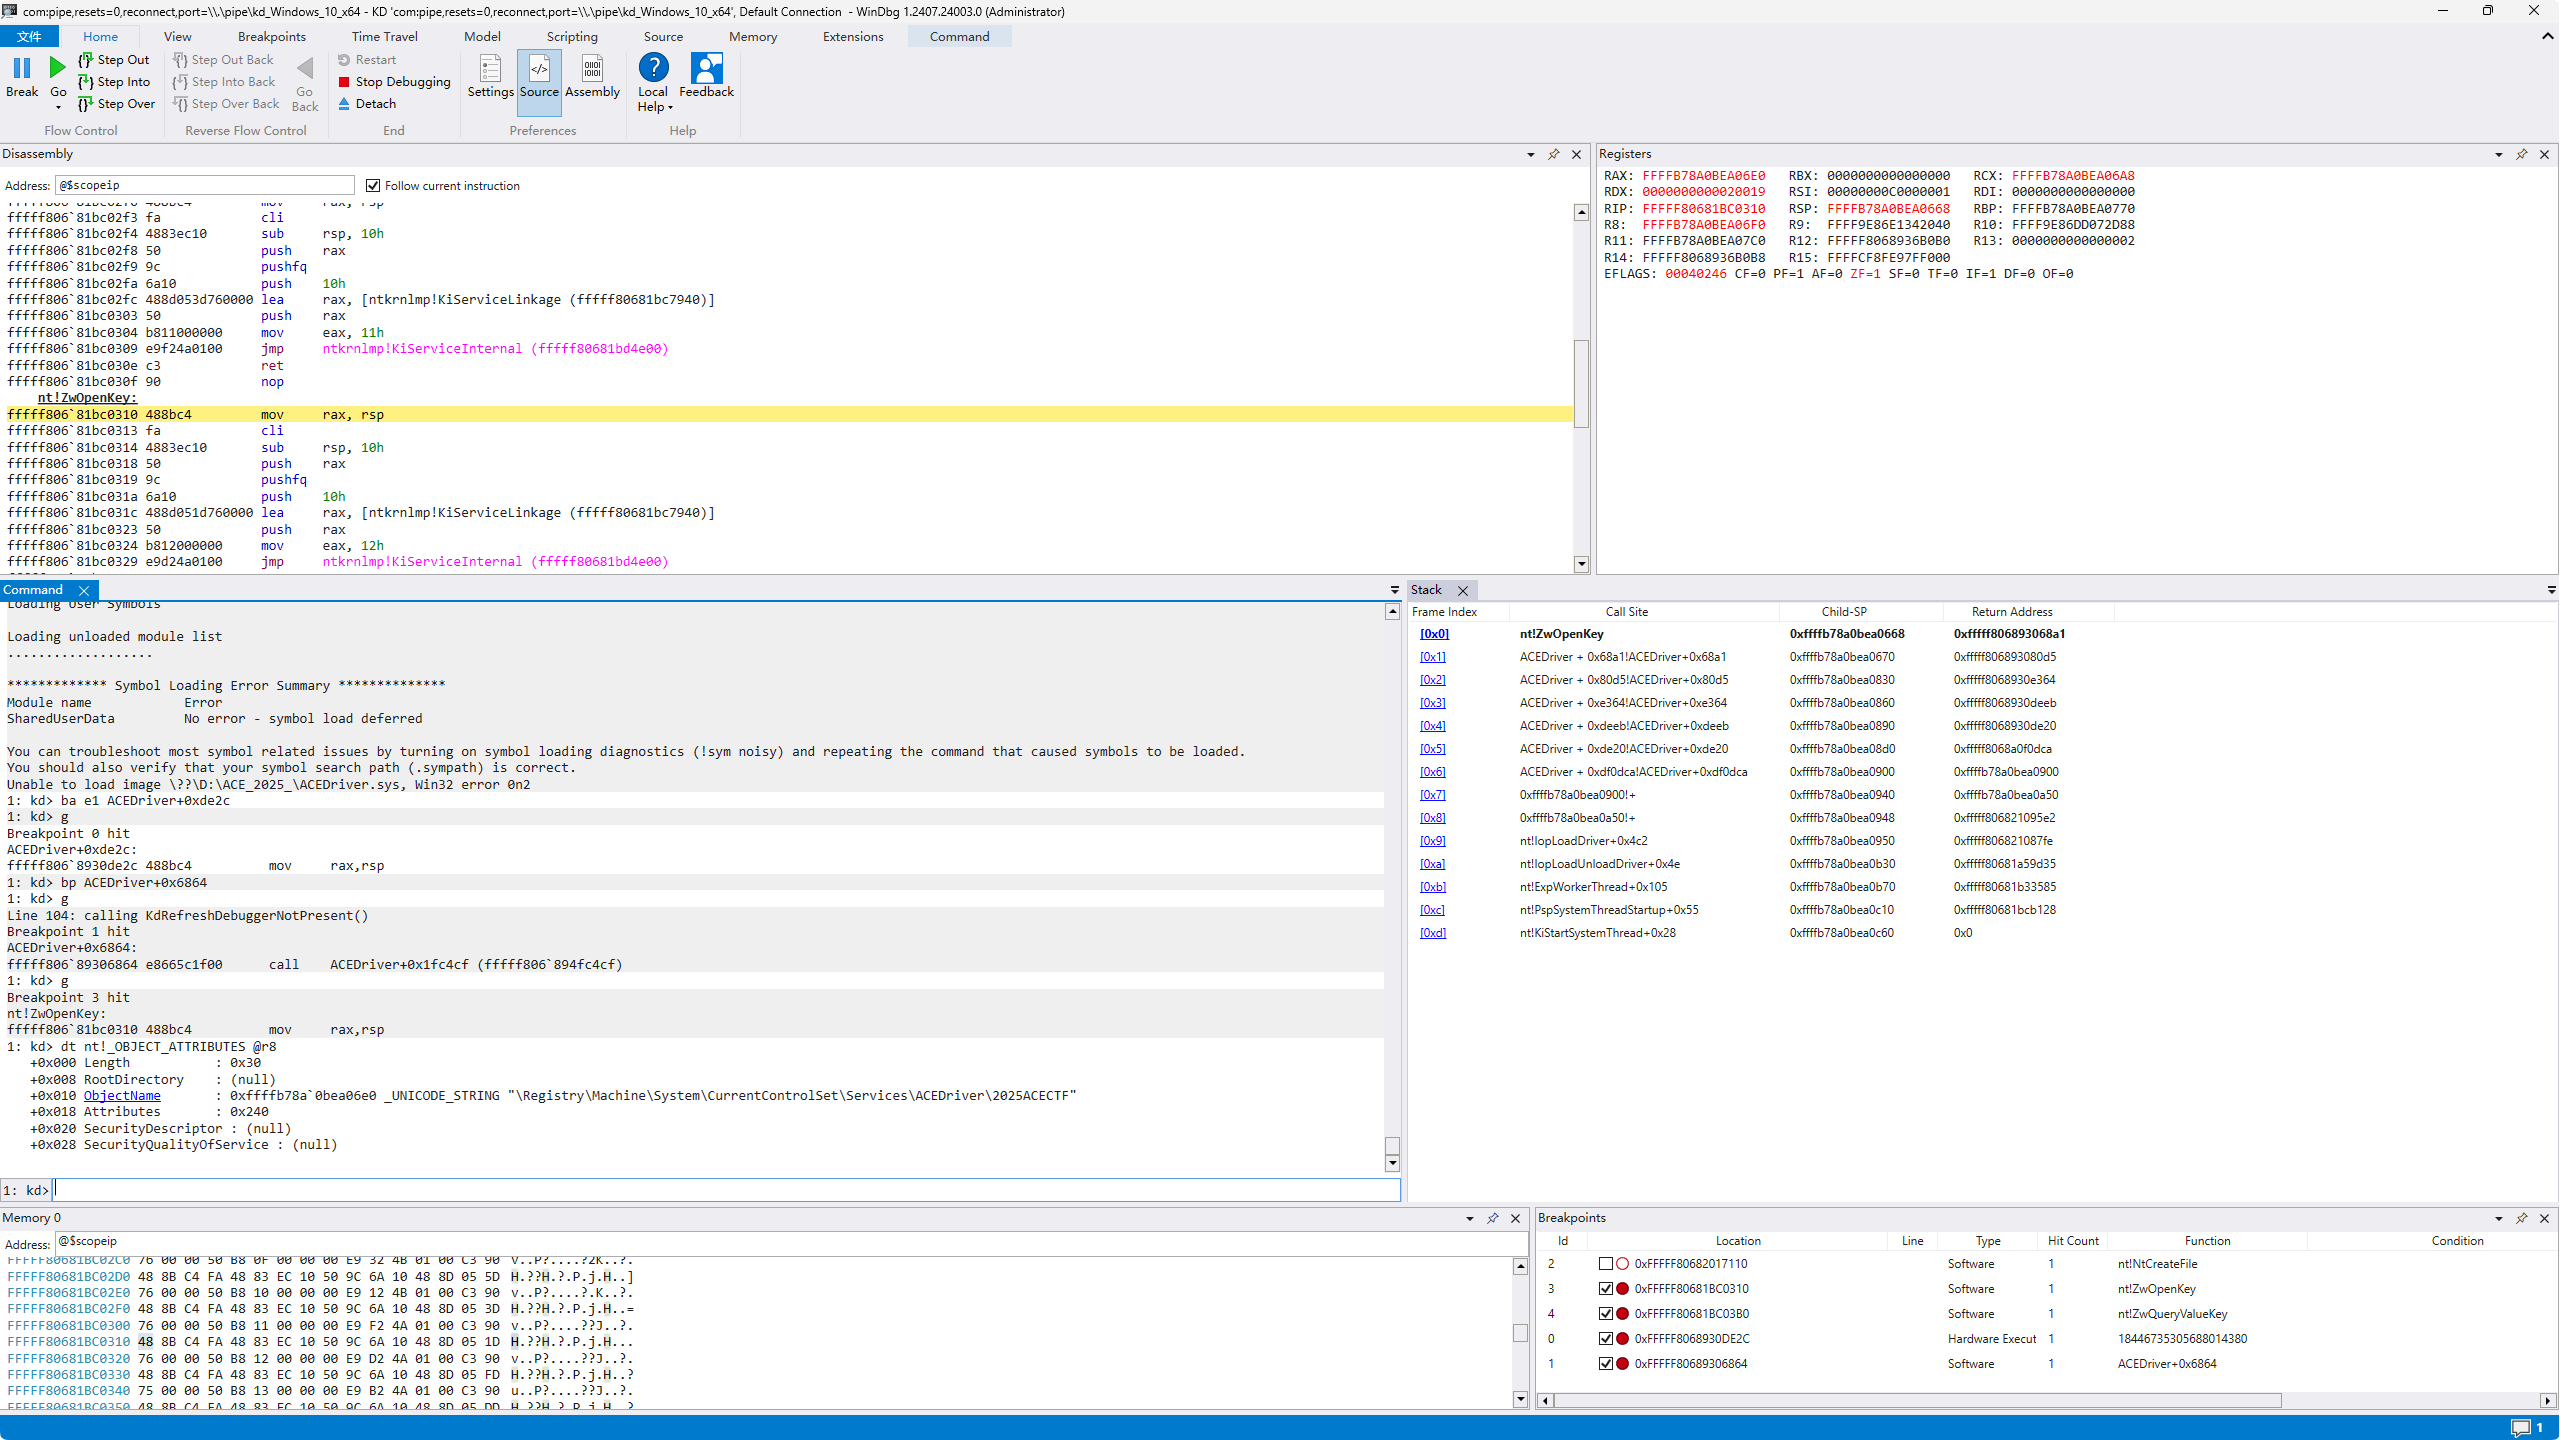 com:pipe,resets=0,reconnect,port=\\.\pipe\kd_Windows_10_x64 - KD 'com:pipe,resets=0,reconnect,port=\\.\pipe\kd_Windows_10_x64', Default Connection - WinDbg 1.2407.24003.0 (Administrator)
文件 Home View Breakpoints Time Travel Model Scripting Source Memory Extensions Command
Break Go Step Out Step Into Step Over Step Out Back Step Into Back Step Over Back Go Back Restart Stop Debugging Detach Settings Source Assembly Local Help Feedback
Flow Control Reverse Flow Control End Preferences Help
Disassembly
Address: @$scopeip Follow current instruction
fffff806`81bc02f3 fa cli
fffff806`81bc02f4 4883ec10 sub rsp, 10h
fffff806`81bc02f8 50 push rax
fffff806`81bc02f9 9c pushfq
fffff806`81bc02fa 6a10 push 10h
fffff806`81bc02fc 488d053d760000 lea rax, [ntkrnlmp!KiServiceLinkage (fffff80681bc7940)]
fffff806`81bc0303 50 push rax
fffff806`81bc0304 b811000000 mov eax, 11h
fffff806`81bc0309 e9f24a0100 jmp ntkrnlmp!KiServiceInternal (fffff80681bd4e00)
fffff806`81bc030e c3 ret
fffff806`81bc030f 90 nop
nt!ZwOpenKey:
fffff806`81bc0310 488bc4 mov rax, rsp
fffff806`81bc0313 fa cli
fffff806`81bc0314 4883ec10 sub rsp, 10h
fffff806`81bc0318 50 push rax
fffff806`81bc0319 9c pushfq
fffff806`81bc031a 6a10 push 10h
fffff806`81bc031c 488d051d760000 lea rax, [ntkrnlmp!KiServiceLinkage (fffff80681bc7940)]
fffff806`81bc0323 50 push rax
fffff806`81bc0324 b812000000 mov eax, 12h
fffff806`81bc0329 e9d24a0100 jmp ntkrnlmp!KiServiceInternal (fffff80681bd4e00)
Registers
RAX: FFFFB78A0BEA06E0 RBX: 0000000000000000 RCX: FFFFB78A0BEA06A8
RDX: 0000000000020019 RSI: 00000000C0000001 RDI: 0000000000000000
RIP: FFFFF80681BC0310 RSP: FFFFB78A0BEA0668 RBP: FFFFB78A0BEA0770
R8: FFFFB78A0BEA06F0 R9: FFFF9E86E1342040 R10: FFFF9E86DD072D88
R11: FFFFB78A0BEA07C0 R12: FFFFF8068936B0B0 R13: 0000000000000002
R14: FFFFF8068936B0B8 R15: FFFFCF8FE97FF000
EFLAGS: 00040246 CF=0 PF=1 AF=0 ZF=1 SF=0 TF=0 IF=1 DF=0 OF=0
Command
Loading User Symbols
Loading unloaded module list
...................
************* Symbol Loading Error Summary **************
Module name Error
SharedUserData No error - symbol load deferred
You can troubleshoot most symbol related issues by turning on symbol loading diagnostics (!sym noisy) and repeating the command that caused symbols to be loaded.
You should also verify that your symbol search path (.sympath) is correct.
Unable to load image \??\D:\ACE_2025_\ACEDriver.sys, Win32 error 0n2
1: kd> ba e1 ACEDriver+0xde2c
1: kd> g
Breakpoint 0 hit
ACEDriver+0xde2c:
fffff806`8930de2c 488bc4 mov rax,rsp
1: kd> bp ACEDriver+0x6864
1: kd> g
Line 104: calling KdRefreshDebuggerNotPresent()
Breakpoint 1 hit
ACEDriver+0x6864:
fffff806`89306864 e8665c1f00 call ACEDriver+0x1fc4cf (fffff806`894fc4cf)
1: kd> g
Breakpoint 3 hit
nt!ZwOpenKey:
fffff806`81bc0310 488bc4 mov rax,rsp
1: kd> dt nt!_OBJECT_ATTRIBUTES @r8
+0x000 Length : 0x30
+0x008 RootDirectory : (null)
+0x010 ObjectName : 0xffffb78a`0bea06e0 _UNICODE_STRING "\Registry\Machine\System\CurrentControlSet\Services\ACEDriver\2025ACECTF"
+0x018 Attributes : 0x240
+0x020 SecurityDescriptor : (null)
+0x028 SecurityQualityOfService : (null)
1: kd>
Stack
Frame Index Call Site Child-SP Return Address
[0x0] nt!ZwOpenKey 0xffffb78a0bea0668 0xfffff806893068a1
[0x1] ACEDriver + 0x68a1!ACEDriver+0x68a1 0xffffb78a0bea0670 0xfffff806893080d5
[0x2] ACEDriver + 0x80d5!ACEDriver+0x80d5 0xffffb78a0bea0830 0xfffff8068930e364
[0x3] ACEDriver + 0xe364!ACEDriver+0xe364 0xffffb78a0bea0860 0xfffff8068930deeb
[0x4] ACEDriver + 0xdeeb!ACEDriver+0xdeeb 0xffffb78a0bea0890 0xfffff8068930de20
[0x5] ACEDriver + 0xde20!ACEDriver+0xde20 0xffffb78a0bea08d0 0xfffff8068a0f0dca
[0x6] ACEDriver + 0xdf0dca!ACEDriver+0xdf0dca 0xffffb78a0bea0900 0xffffb78a0bea0900
[0x7] 0xffffb78a0bea0900!+ 0xffffb78a0bea0940 0xffffb78a0bea0a50
[0x8] 0xffffb78a0bea0a50!+ 0xffffb78a0bea0948 0xfffff806821095e2
[0x9] nt!IopLoadDriver+0x4c2 0xffffb78a0bea0950 0xfffff806821087fe
[0xa] nt!IopLoadUnloadDriver+0x4e 0xffffb78a0bea0b30 0xfffff80681a59d35
[0xb] nt!ExpWorkerThread+0x105 0xffffb78a0bea0b70 0xfffff80681b33585
[0xc] nt!PspSystemThreadStartup+0x55 0xffffb78a0bea0c10 0xfffff80681bcb128
[0xd] nt!KiStartSystemThread+0x28 0xffffb78a0bea0c60 0x0
Memory 0
Address: @$scopeip
FFFFF80681BC02C0 76 00 00 50 B8 0F 00 00 00 E9 32 4B 01 00 C3 90 v..P?....?2K..?.
FFFFF80681BC02D0 48 8B C4 FA 48 83 EC 10 50 9C 6A 10 48 8D 05 5D H.??H.?.P.j.H..]
FFFFF80681BC02E0 76 00 00 50 B8 10 00 00 00 E9 12 4B 01 00 C3 90 v..P?....?.K..?.
FFFFF80681BC02F0 48 8B C4 FA 48 83 EC 10 50 9C 6A 10 48 8D 05 3D H.??H.?.P.j.H..=
FFFFF80681BC0300 76 00 00 50 B8 11 00 00 00 E9 F2 4A 01 00 C3 90 v..P?....??J..?.
FFFFF80681BC0310 48 8B C4 FA 48 83 EC 10 50 9C 6A 10 48 8D 05 1D H.??H.?.P.j.H...
FFFFF80681BC0320 76 00 00 50 B8 12 00 00 00 E9 D2 4A 01 00 C3 90 v..P?....??J..?.
FFFFF80681BC0330 48 8B C4 FA 48 83 EC 10 50 9C 6A 10 48 8D 05 FD H.??H.?.P.j.H..?
FFFFF80681BC0340 75 00 00 50 B8 13 00 00 00 E9 B2 4A 01 00 C3 90 u..P?....??J..?.
FFFFF80681BC0350 48 8B C4 FA 48 83 EC 10 50 9C 6A 10 48 8D 05 DD H.??H.?.P.j.H..?
Breakpoints
Id Location Line Type Hit Count Function Condition
2 0xFFFFF80682017110 Software 1 nt!NtCreateFile
3 0xFFFFF80681BC0310 Software 1 nt!ZwOpenKey
4 0xFFFFF80681BC03B0 Software 1 nt!ZwQueryValueKey
0 0xFFFFF8068930DE2C Hardware Execut 1 18446735305688014380
1 0xFFFFF80689306864 Software 1 ACEDriver+0x6864
1